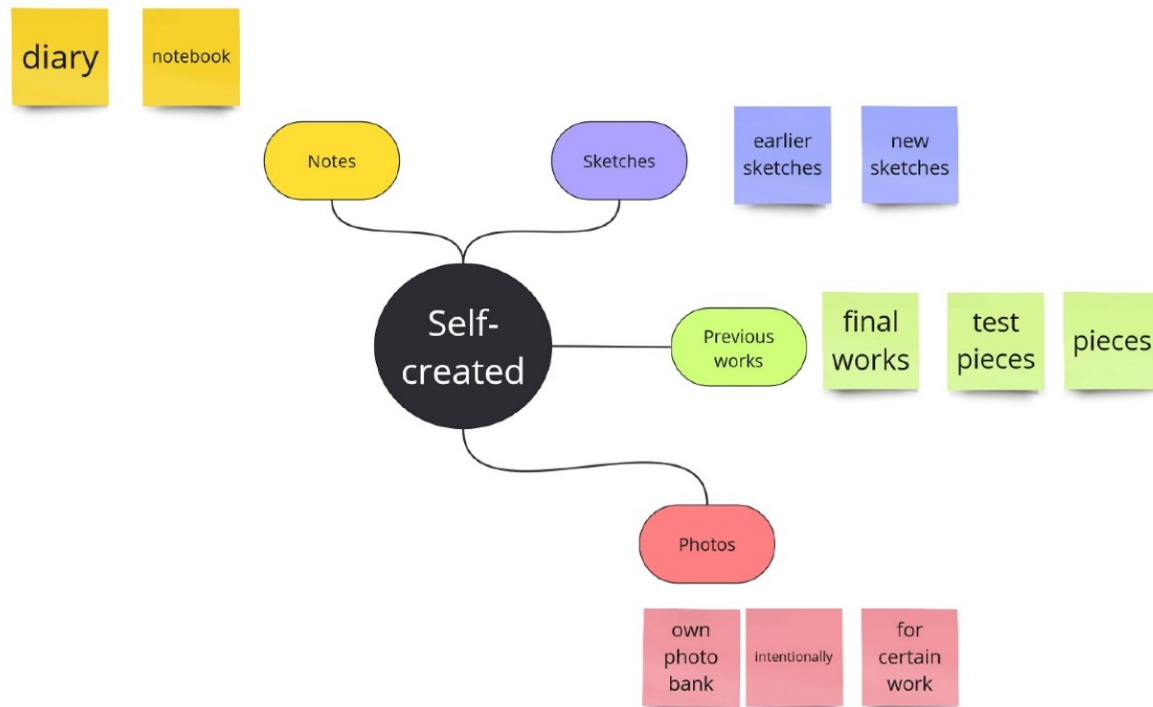 diary
notebook
Notes
Sketches
earlier
sketches
new
sketches
Self-
created
Previous
works
final
works
test
pieces
pieces
Photos
own
photo
bank
intentionally
for
certain
work